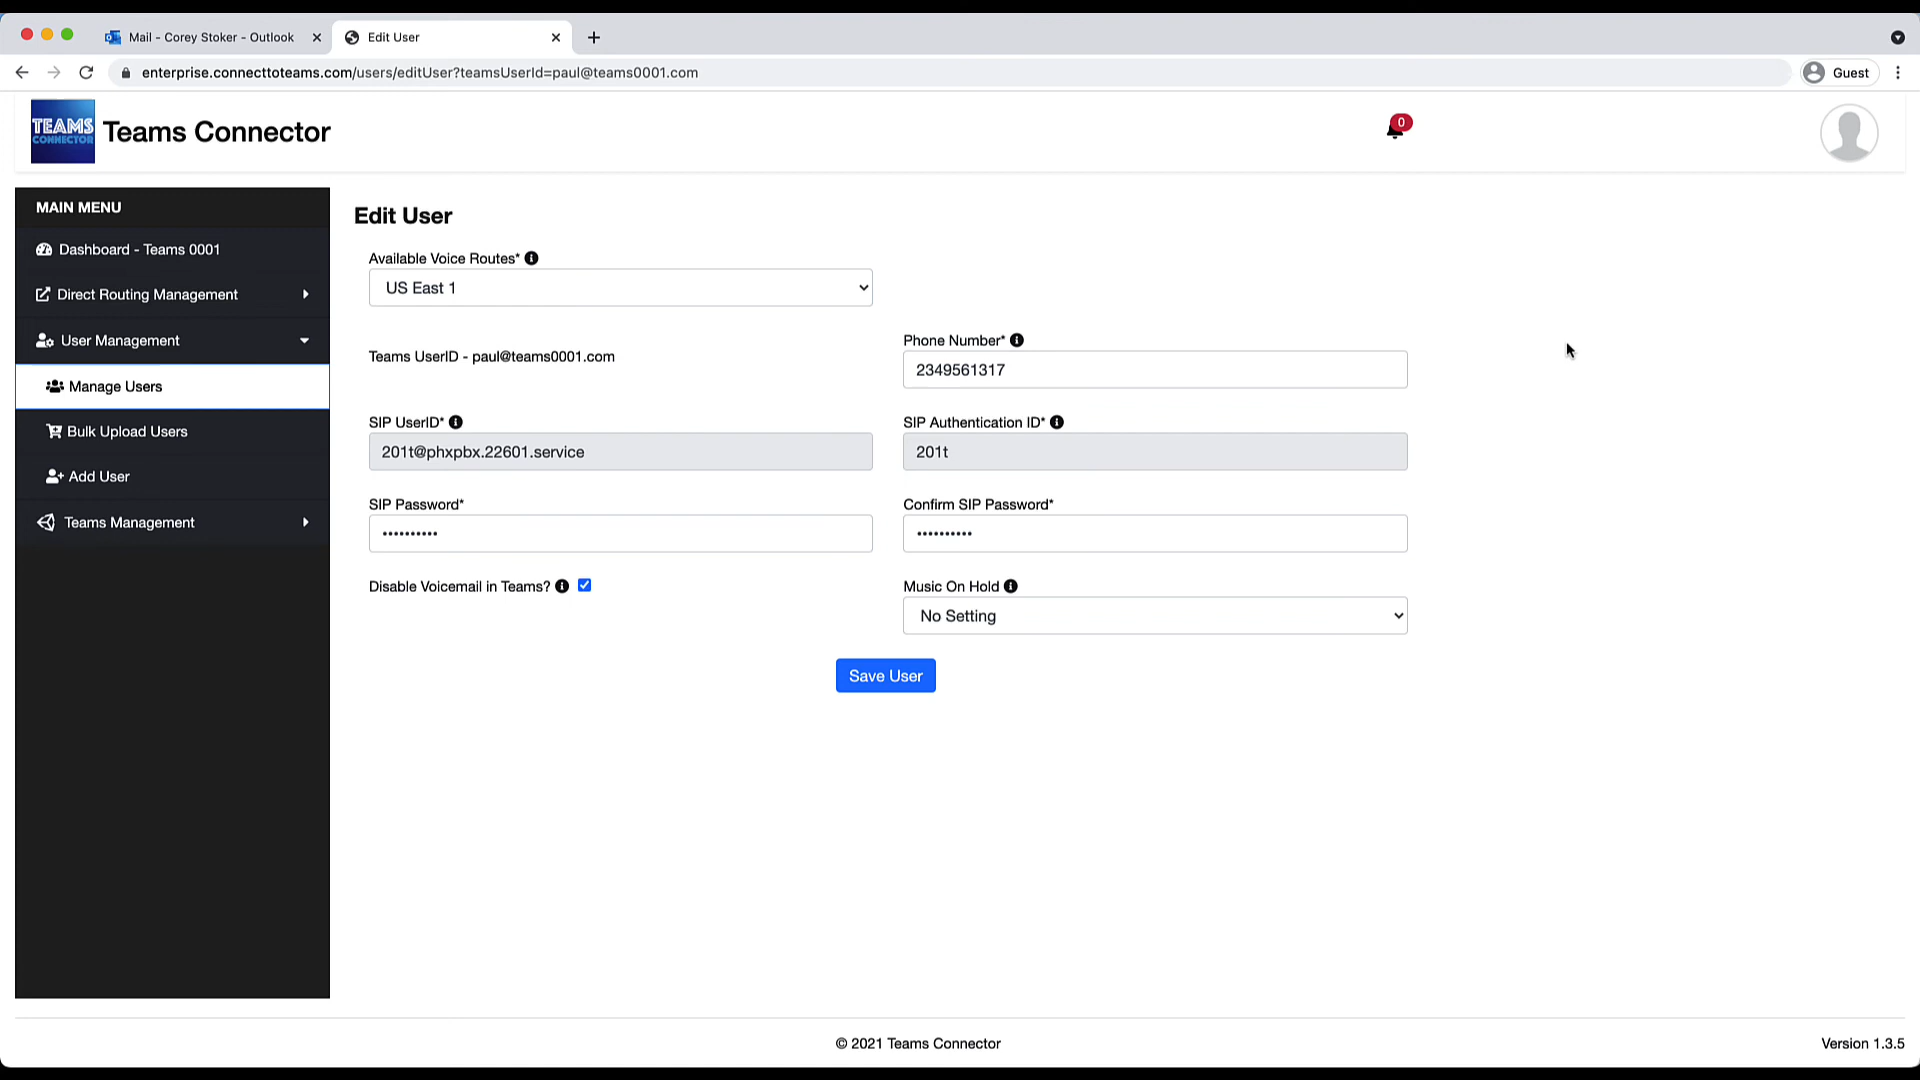 Mail - Corey Stoker - Outlook
Edit User
enterprise.connecttoteams.com/users/editUser?teamsUserId=paul@teams0001.com
Guest
TEAMS
CONNECTOR
Teams Connector
0
MAIN MENU
Dashboard - Teams 0001
Direct Routing Management
User Management
Manage Users
Bulk Upload Users
Add User
Teams Management
Edit User
Available Voice Routes*
US East 1
Teams UserID - paul@teams0001.com
Phone Number*
2349561317
SIP UserID*
201t@phxpbx.22601.service
SIP Authentication ID*
201t
SIP Password*
••••••••••
Confirm SIP Password*
••••••••••
Disable Voicemail in Teams?
Music On Hold
No Setting
Save User
© 2021 Teams Connector
Version 1.3.5